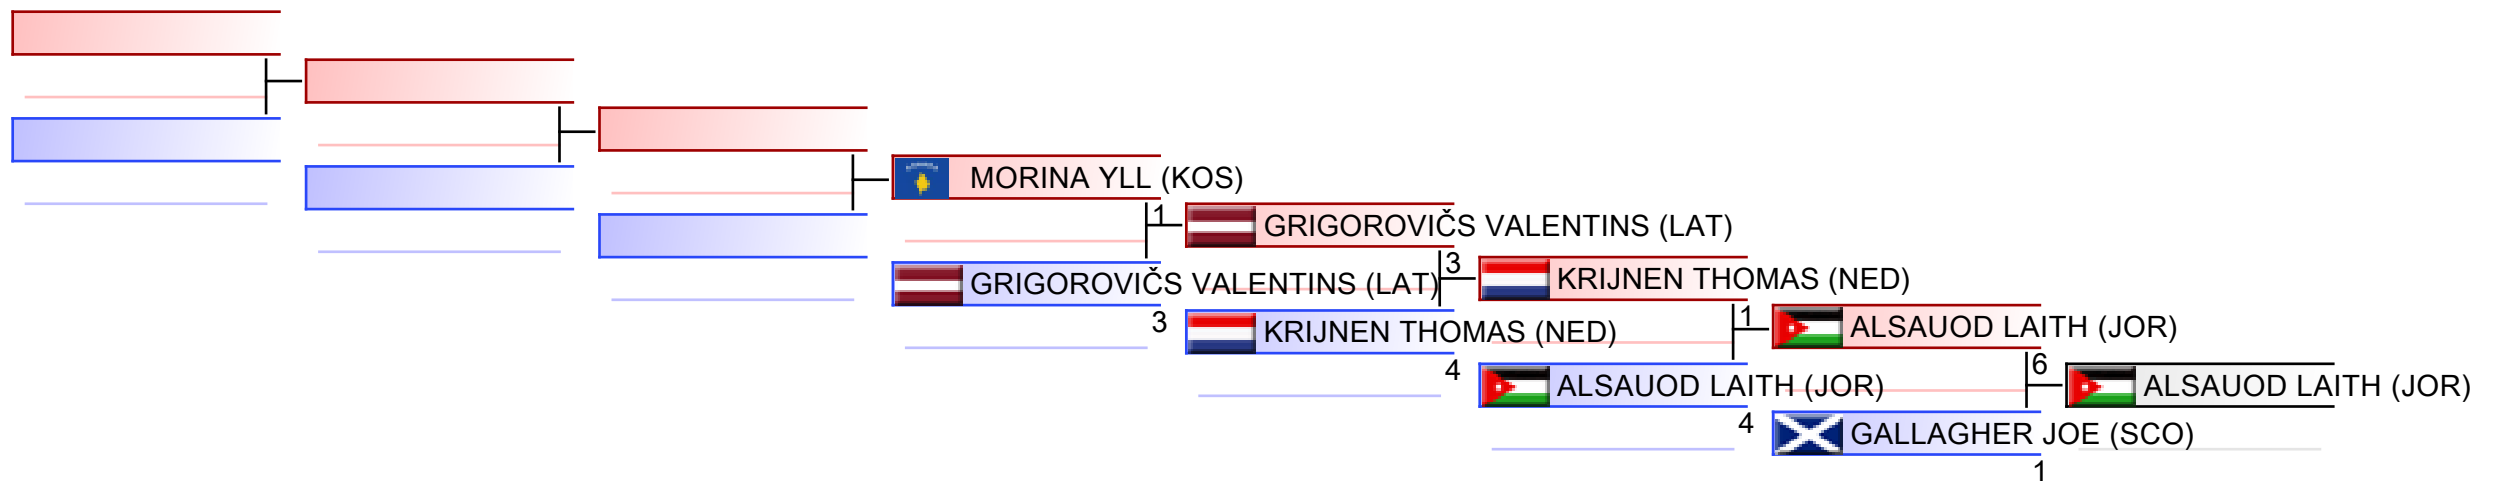 MORINA YLL (KOS)
1
GRIGOROVIČS VALENTINS (LAT)
GRIGOROVIČS VALENTINS (LAT)
3
3
KRIJNEN THOMAS (NED)
KRIJNEN THOMAS (NED)
4
1
ALSAUOD LAITH (JOR)
ALSAUOD LAITH (JOR)
4
6
ALSAUOD LAITH (JOR)
GALLAGHER JOE (SCO)
1